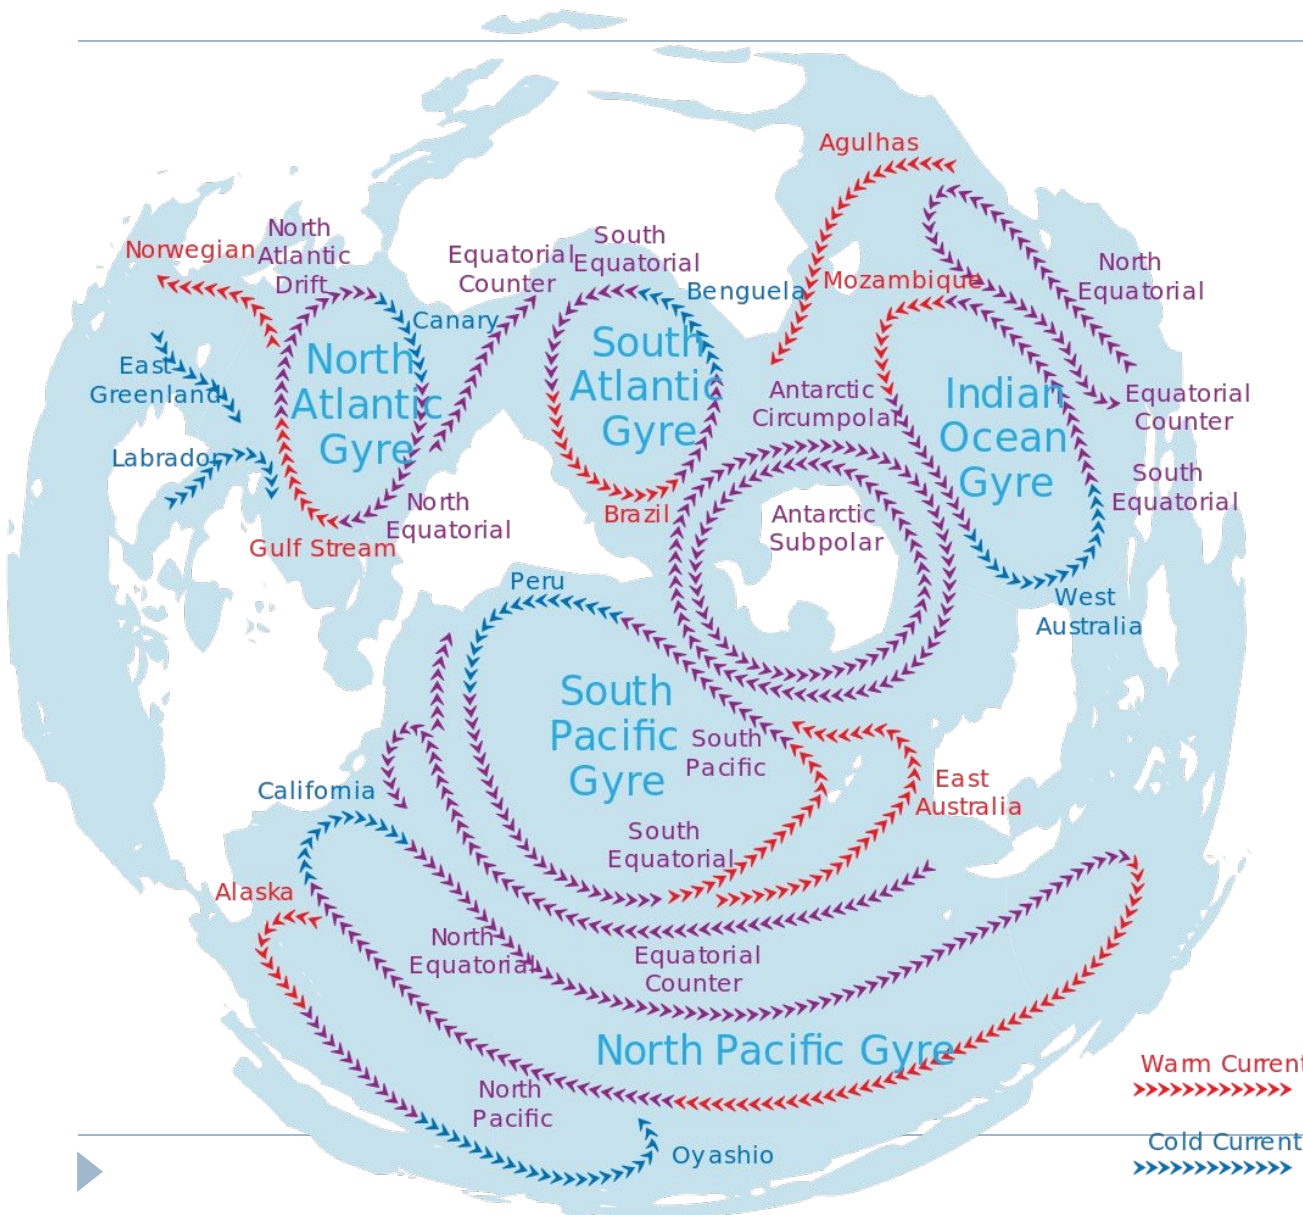 Agulhas
North
Atlantic
Drift
Norwegian
South
Equatorial
Equatorial
Counter
North
Equatorial
Mozambique
Benguela
Canary
East
Greenland
North
Atlantic
Gyre
South
Atlantic
Gyre
Antarctic
Circumpolar
Indian
Ocean
Gyre
Equatorial
Counter
Labrador
South
Equatorial
North
Equatorial
Brazil
Antarctic
Subpolar
Gulf Stream
Peru
West
Australia
South
Pacific
Gyre
South
Pacific
California
East
Australia
South
Equatorial
Alaska
North
Equatorial
Equatorial
Counter
North Pacific Gyre
Warm Current
North
Pacific
Oyashio
Cold Current